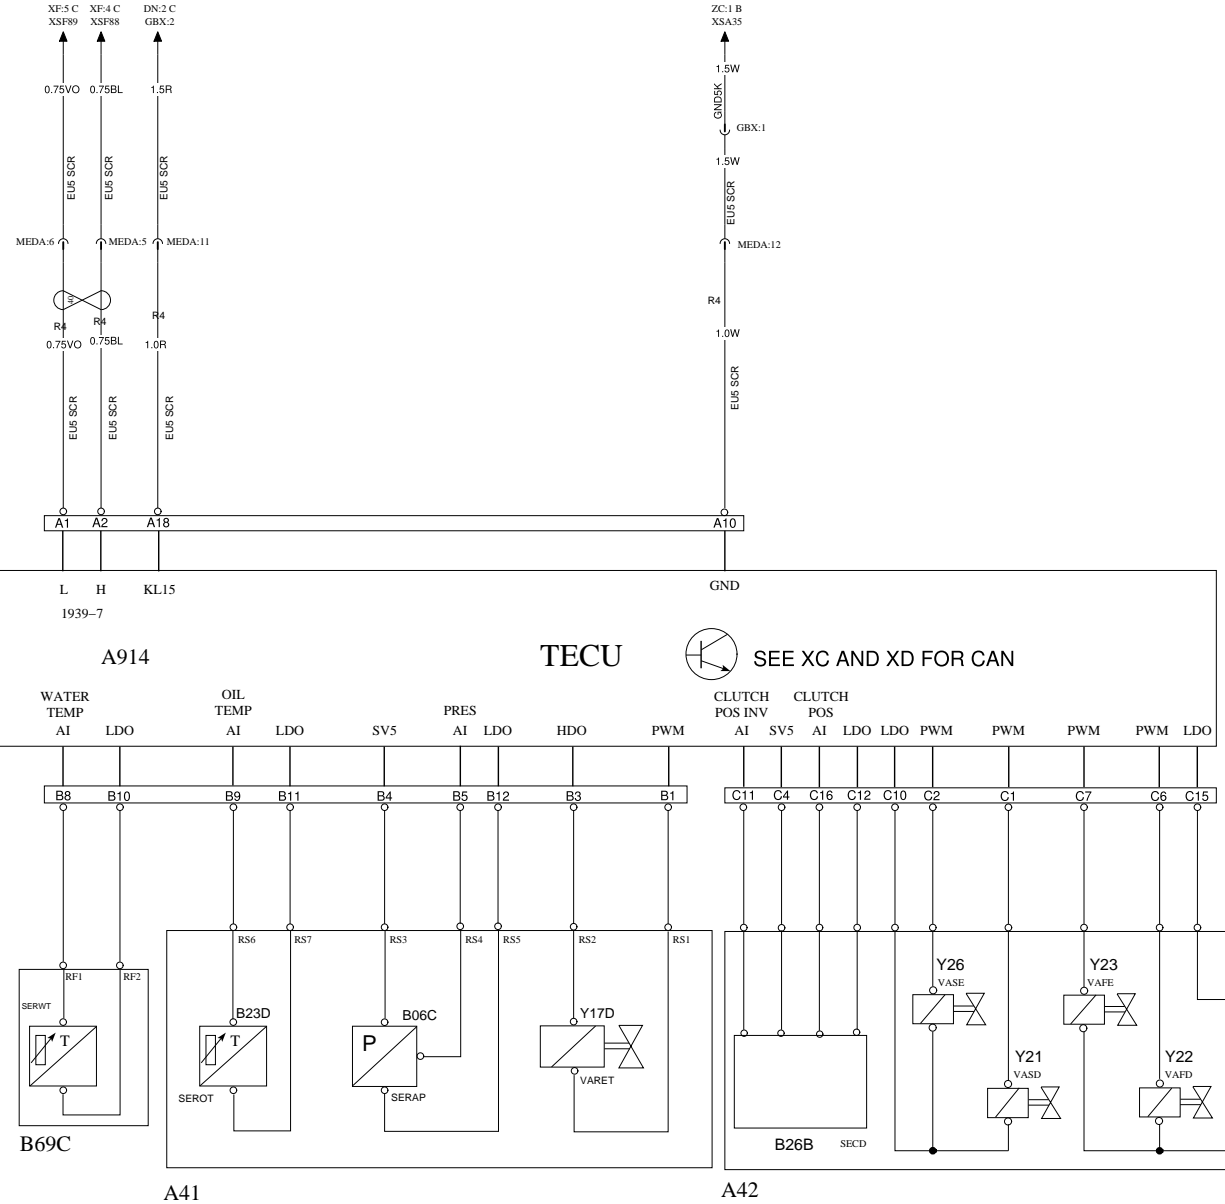 XF:5 C XF:4 C DN:2 C ZC:1 B
XSF89 XSF88 GBX:2 XSA35
1.5W
0.75VO 0.75BL 1.5R GND5K
GBX:1
1.5W
EU5 SCR EU5 SCR EU5 SCR EU5 SCR
MEDA:6 MEDA:5 MEDA:11 MEDA:12
40
R4 R4 R4 R4
0.75VO 0.75BL 1.0R 1.0W
EU5 SCR EU5 SCR EU5 SCR EU5 SCR
A1 A2 A18 A10
L H KL15 GND
1939–7
A914 TECU SEE XC AND XD FOR CAN
WATER OIL CLUTCH CLUTCH
TEMP TEMP PRES POS INV POS
AI LDO AI LDO SV5 AI LDO HDO PWM AI SV5 AI LDO LDO PWM PWM PWM PWM LDO
B8 B10 B9 B11 B4 B5 B12 B3 B1 C11 C4 C16 C12 C10 C2 C1 C7 C6 C15
RS6 RS7 RS3 RS4 RS5 RS2 RS1
RF1 RF2
Y26 Y23
VASE VAFE
SERWT
B23D B06C Y17D
T T P
Y21 Y22
VASD VAFD
SEROT SERAP VARET
B69C B26B SECD
A41 A42